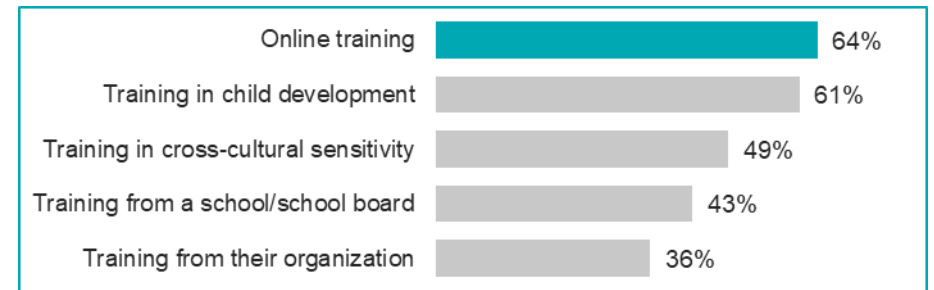 Online training 64%
Training in child development 61%
Training in cross-cultural sensitivity 49%
Training from a school/school board 43%
Training from their organization 36%